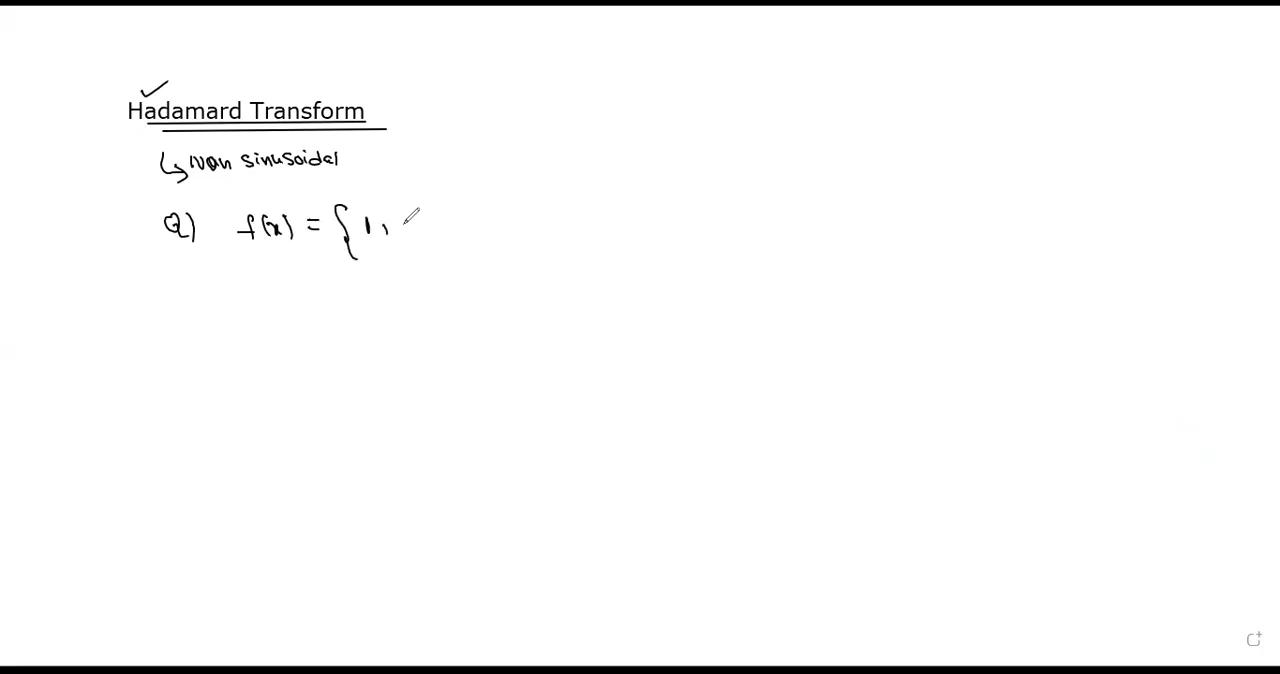 Hadamard Transform
↳ Non sinusoidal
Q) f(x) = { 1,